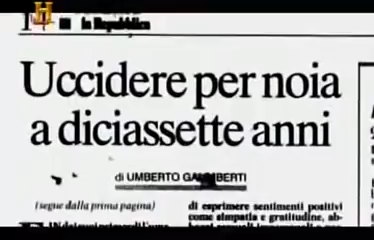 H
la Repubblica
Uccidere per noia
a diciassette anni
di UMBERTO GALIMBERTI
(segue dalla prima pagina)
di esprimere sentimenti positivi
come simpatia e gratitudine, ab-